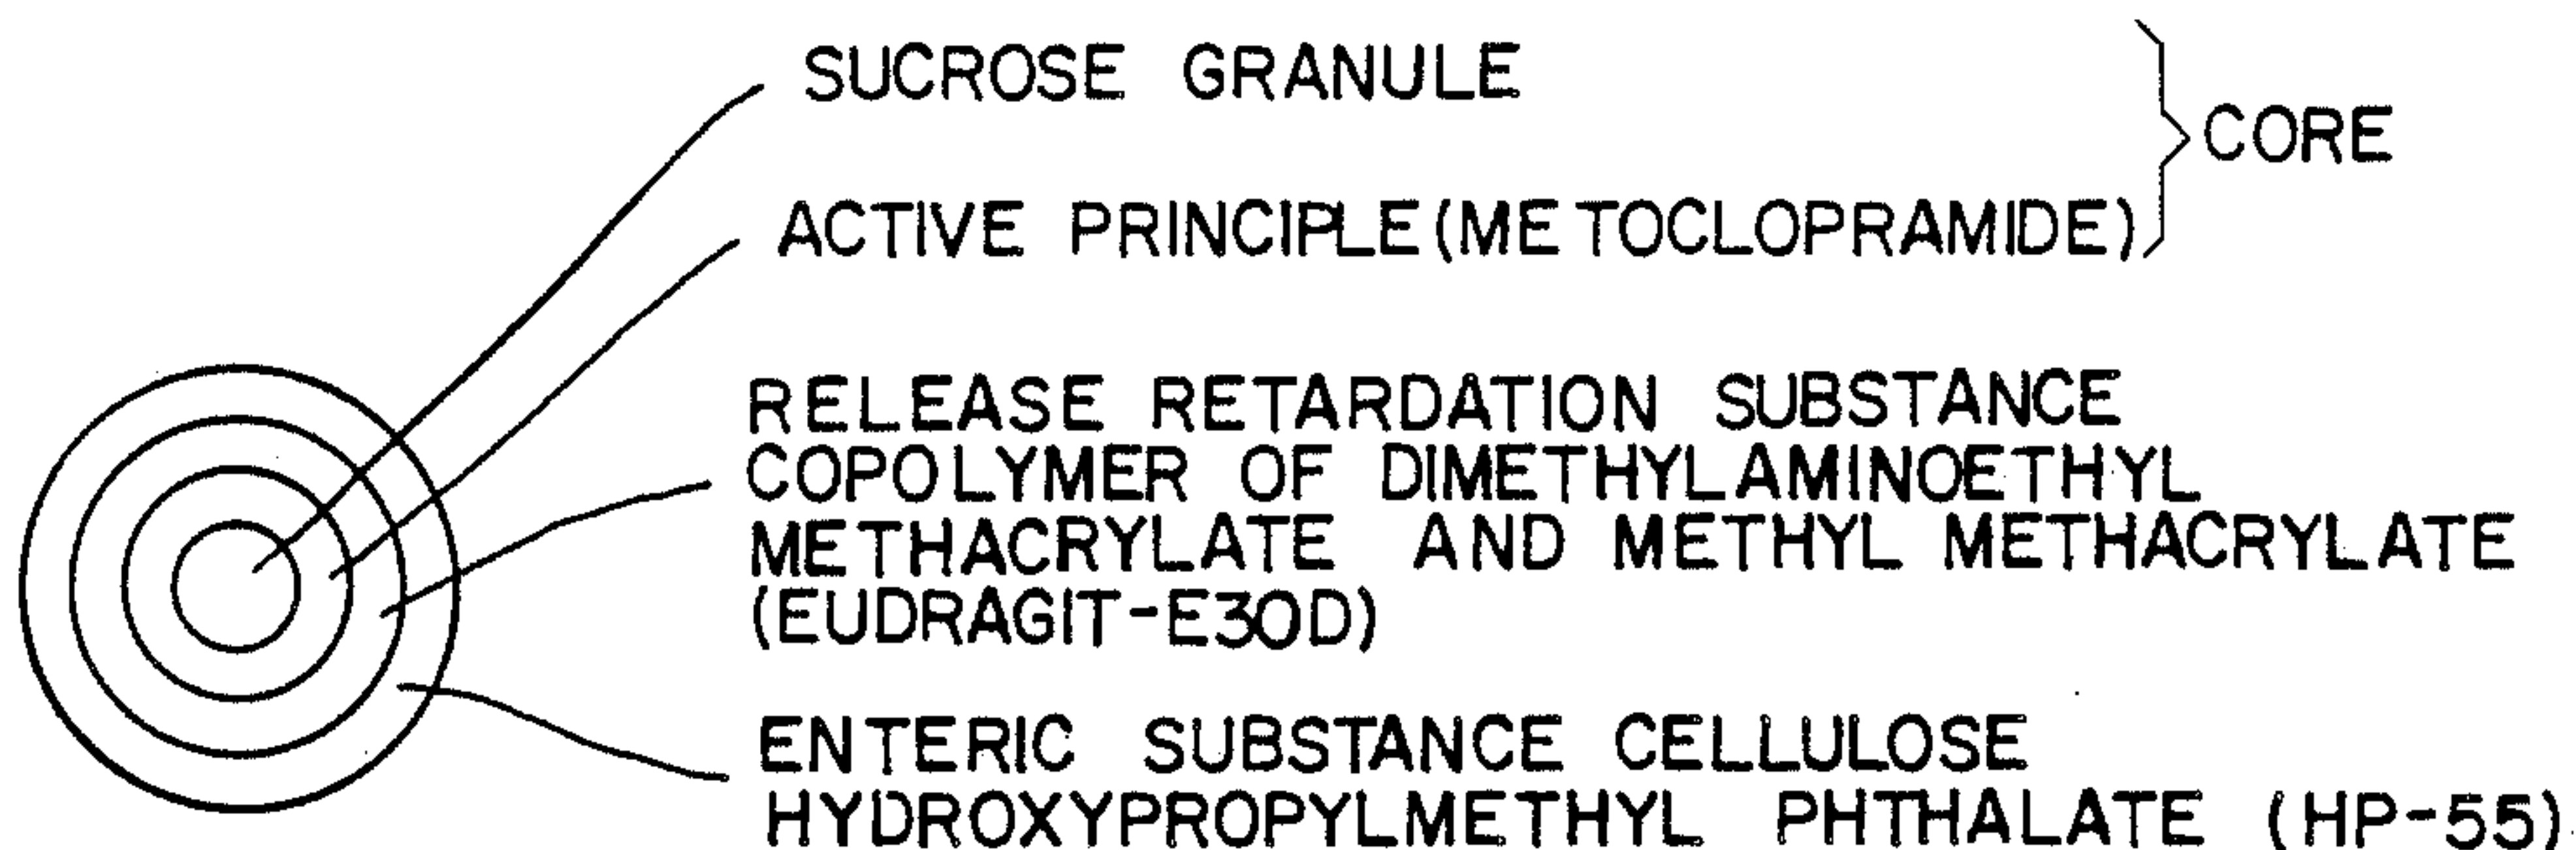 SUCROSE GRANULE
CORE
ACTIVE PRINCIPLE (METOCLOPRAMIDE)
RELEASE RETARDATION SUBSTANCE
COPOLYMER OF DIMETHYLAMINOETHYL
METHACRYLATE AND METHYL METHACRYLATE
(EUDRAGIT-E30D)
ENTERIC SUBSTANCE CELLULOSE
HYDROXYPROPYLMETHYL PHTHALATE (HP-55)